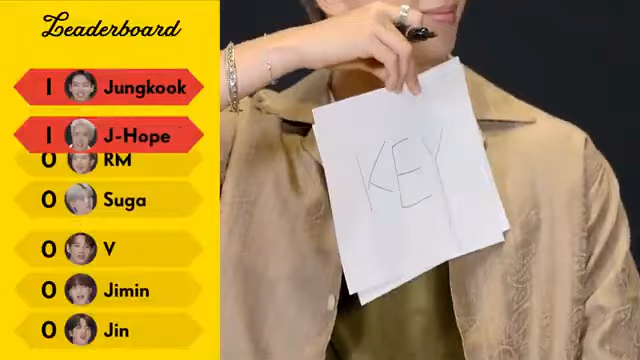 Leaderboard
1 Jungkook
1 J-Hope
0 RM
0 Suga
0 V
0 Jimin
0 Jin
KEY